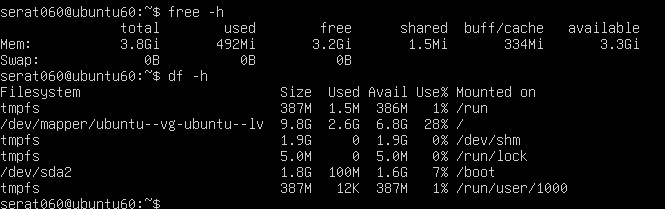 serat060@ubuntu60:~$ free -h
total used free shared buff/cache available
Mem: 3.8Gi 492Mi 3.2Gi 1.5Mi 334Mi 3.3Gi
Swap: 0B 0B 0B
serat060@ubuntu60:~$ df -h
Filesystem Size Used Avail Use% Mounted on
tmpfs 387M 1.5M 386M 1% /run
/dev/mapper/ubuntu--vg-ubuntu--lv 9.8G 2.6G 6.8G 28% /
tmpfs 1.9G 0 1.9G 0% /dev/shm
tmpfs 5.0M 0 5.0M 0% /run/lock
/dev/sda2 1.8G 100M 1.6G 7% /boot
tmpfs 387M 12K 387M 1% /run/user/1000
serat060@ubuntu60:~$